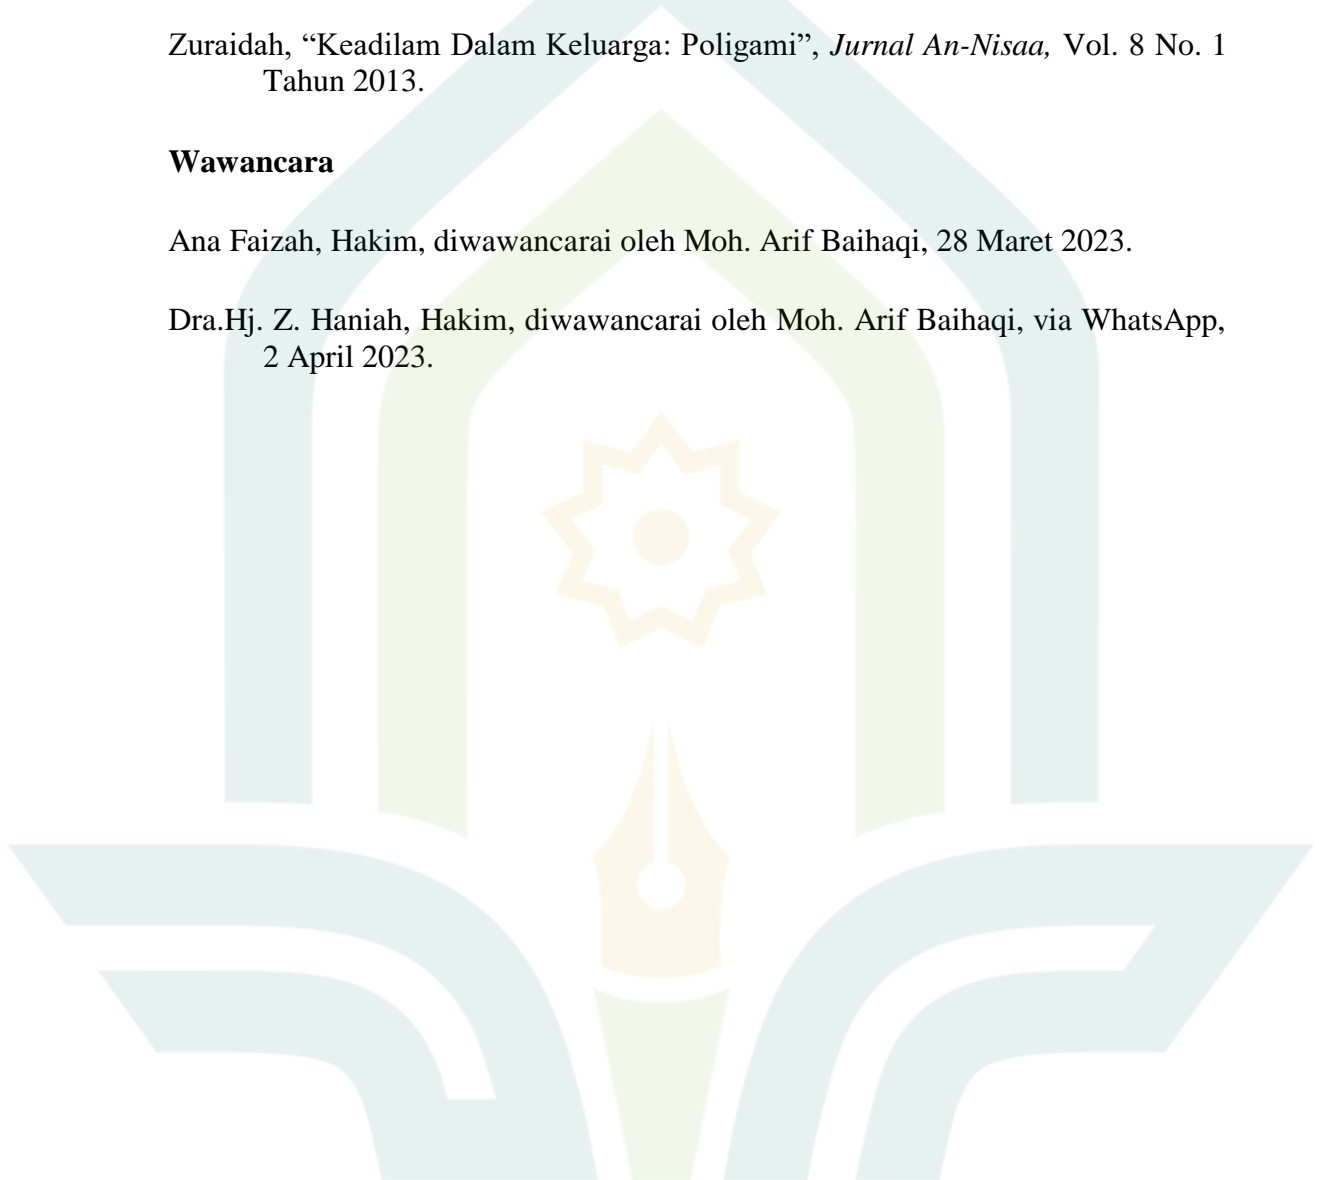 Zuraidah, “Keadilam Dalam Keluarga: Poligami”, Jurnal An-Nisaa, Vol. 8 No. 1
Tahun 2013.
Wawancara
Ana Faizah, Hakim, diwawancarai oleh Moh. Arif Baihaqi, 28 Maret 2023.
Dra.Hj. Z. Haniah, Hakim, diwawancarai oleh Moh. Arif Baihaqi, via WhatsApp,
2 April 2023.